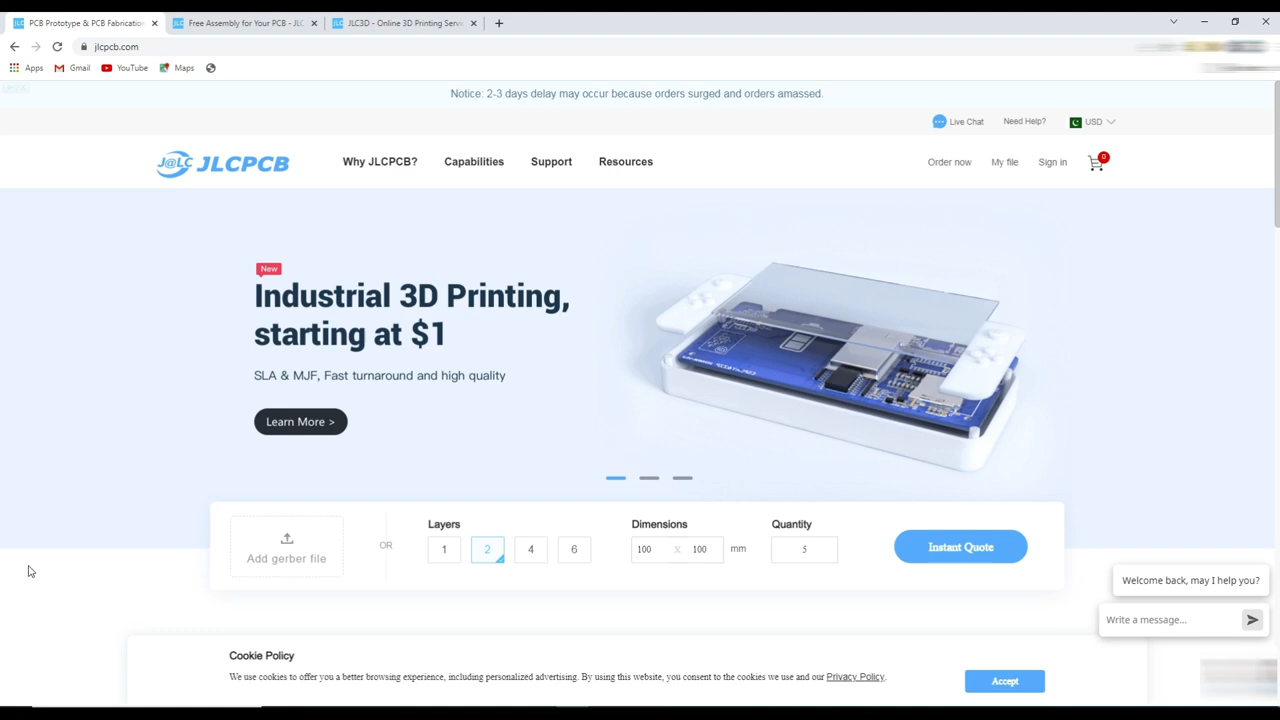 PCB Prototype & PCB Fabrication
Free Assembly for Your PCB - JLC
JLC3D - Online 3D Printing Serv
jlcpcb.com
Apps
Gmail
YouTube
Maps
Notice: 2-3 days delay may occur because orders surged and orders amassed.
Live Chat
Need Help?
USD
J@LC JLCPCB
Why JLCPCB?
Capabilities
Support
Resources
Order now
My file
Sign in
0
New
Industrial 3D Printing,
starting at $1
SLA & MJF, Fast turnaround and high quality
Learn More >
Add gerber file
OR
Layers
1
2
4
6
Dimensions
100 X 100 mm
Quantity
5
Instant Quote
Welcome back, may I help you?
Write a message...
Cookie Policy
We use cookies to offer you a better browsing experience, including personalized advertising. By using this website, you consent to the cookies we use and our Privacy Policy.
Accept